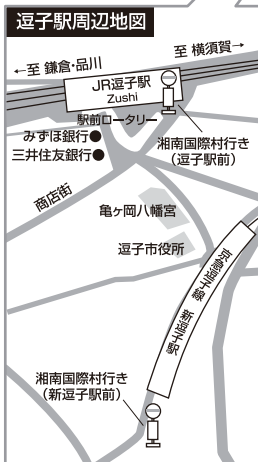 逗子駅周辺地図
←至 鎌倉・品川
至 横須賀→
JR逗子駅
Zushi
駅前ロータリー
みずほ銀行●
三井住友銀行●
湘南国際村行き
(逗子駅前)
商店街
亀ヶ岡八幡宮
逗子市役所
京急逗子線 新逗子駅
湘南国際村行き
(新逗子駅前)